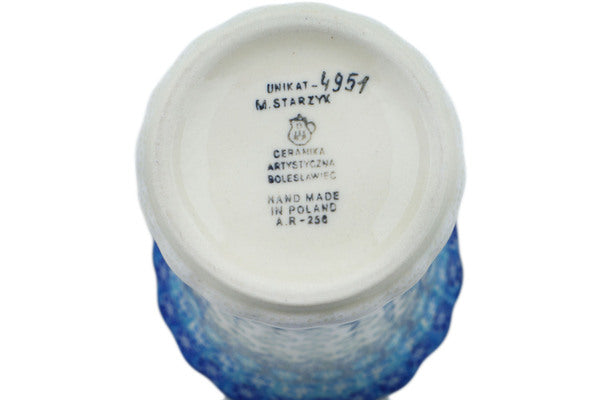 UNIKAT-4951
M.STARZYK
CERAMIKA
ARTYSTYCZNA
BOLESŁAWIEC
HAND MADE
IN POLAND
A.R-256